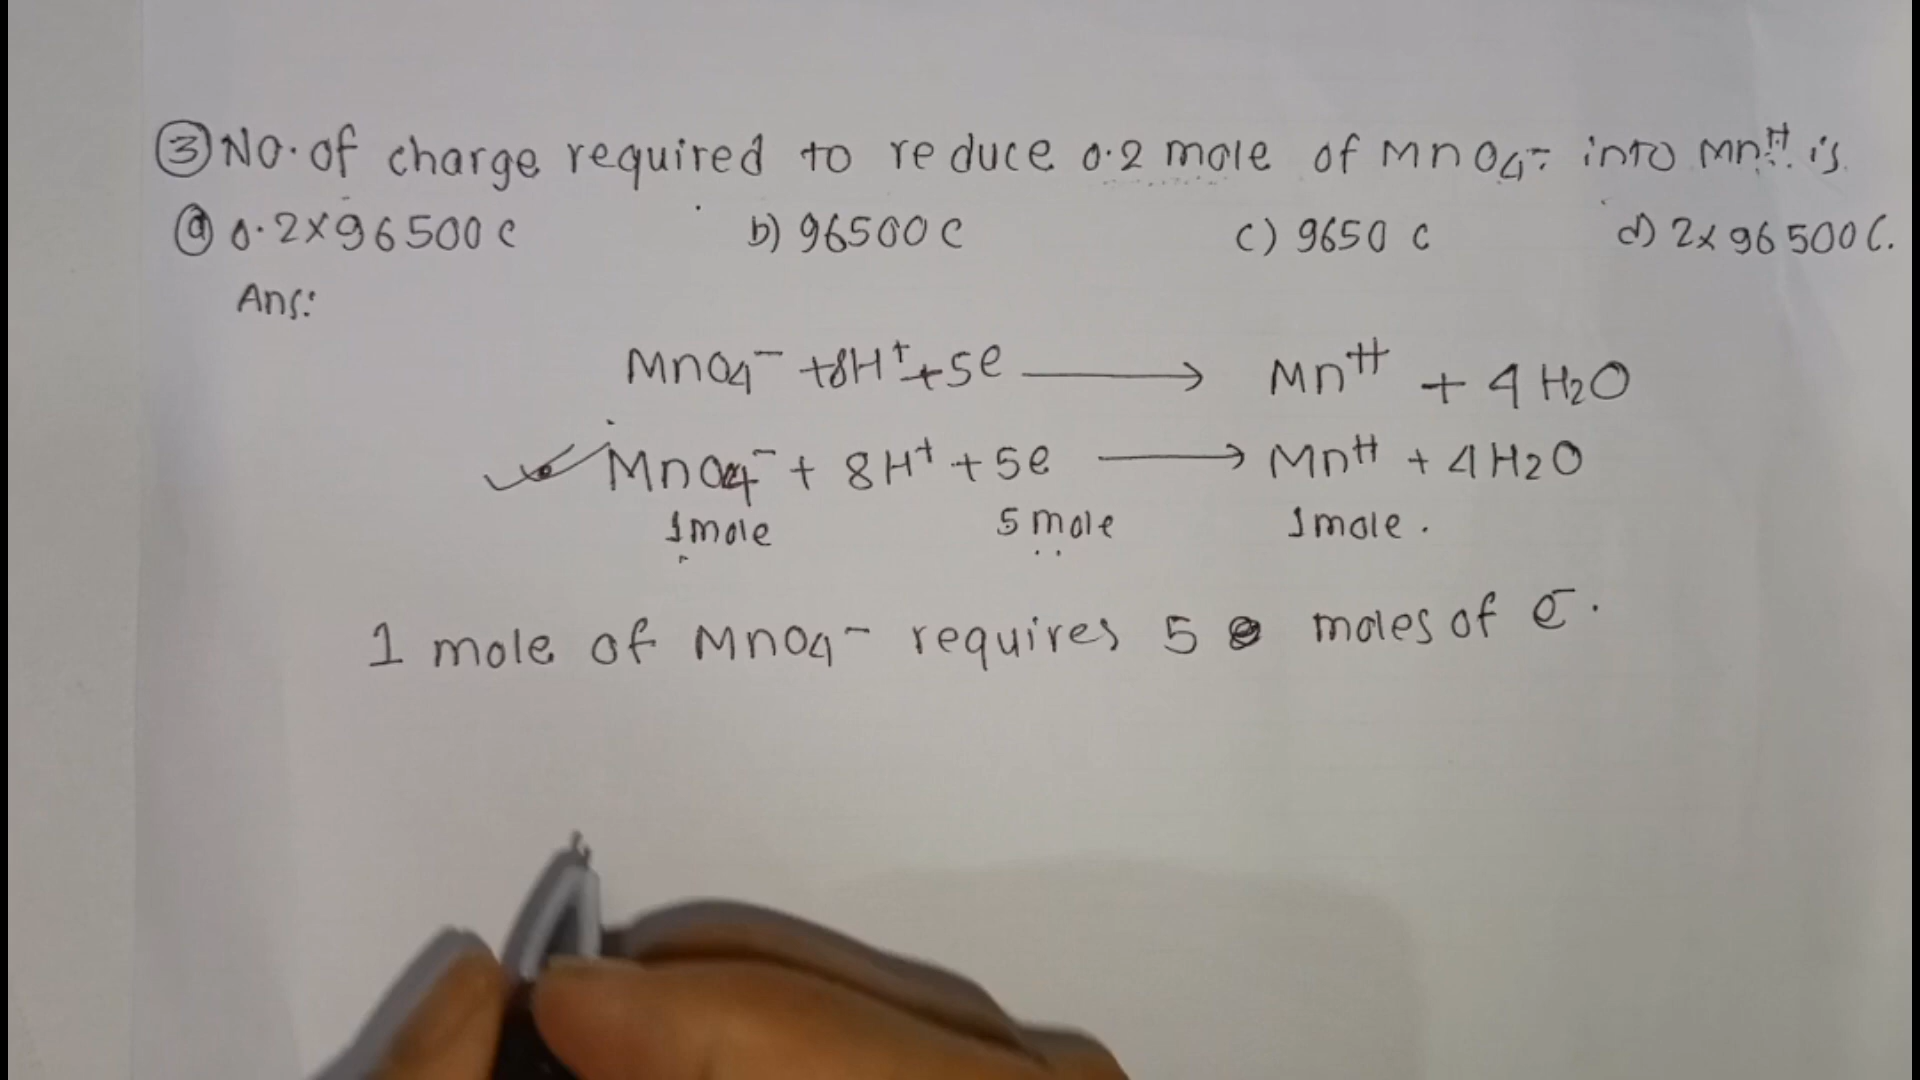 ③ No. of charge required to reduce 0.2 mole of MnO4- into Mn++ is
a) 0.2×96500 C b) 96500 C c) 9650 C d) 2×96500 C.
Ans:
MnO4- +8H+ +5e ⟶ Mn++ + 4H2O
✓ MnO4- + 8H+ + 5e ⟶ Mn++ + 4H2O
1mole 5 mole 1mole.
1 mole of MnO4- requires 5 moles of e-.